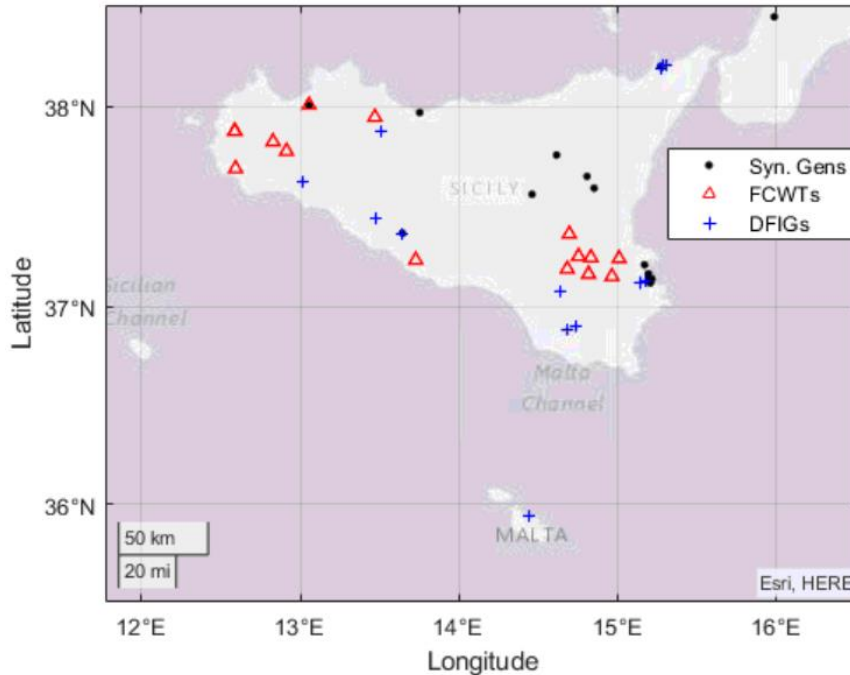 38°N
Syn. Gens
FCWTs
DFIGs
SICILY
Sicilian
Channel
37°N
Latitude
Malta
Channel
36°N
MALTA
50 km
20 mi
Esri, HERE
12°E
13°E
14°E
15°E
16°E
Longitude